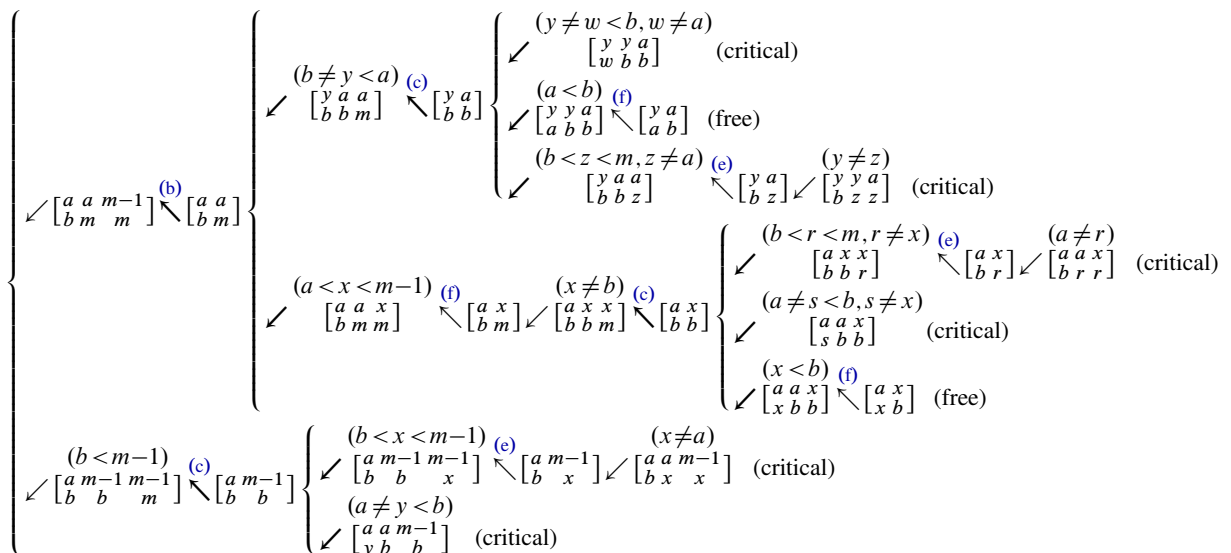 (y ≠ w < b, w ≠ a)
↙ [y y a / w b b] (critical)
(b ≠ y < a)
↙ [y a a / b b m] (c) ↖ [y a / b b]
(a < b)
↙ [y y a / a b b] (f) ↖ [y a / a b] (free)
(b < z < m, z ≠ a) (y ≠ z)
↙ [y a a / b b z] (e) ↖ [y a / b z] ↙ [y y a / b z z] (critical)
↙ [a a m−1 / b m m] (b) ↖ [a a / b m]
(b < r < m, r ≠ x) (a ≠ r)
↙ [a x x / b b r] (e) ↖ [a x / b r] ↙ [a a x / b r r] (critical)
(a < x < m−1) (x ≠ b)
↙ [a a x / b m m] (f) ↖ [a x / b m] ↙ [a x x / b b m] (c) ↖ [a x / b b]
(a ≠ s < b, s ≠ x)
↙ [a a x / s b b] (critical)
(x < b)
↙ [a a x / x b b] (f) ↖ [a x / x b] (free)
(b < m−1)
↙ [a m−1 m−1 / b b m] (c) ↖ [a m−1 / b b]
(b < x < m−1) (x ≠ a)
↙ [a m−1 m−1 / b b x] (e) ↖ [a m−1 / b x] ↙ [a a m−1 / b x x] (critical)
(a ≠ y < b)
↙ [a a m−1 / y b b] (critical)